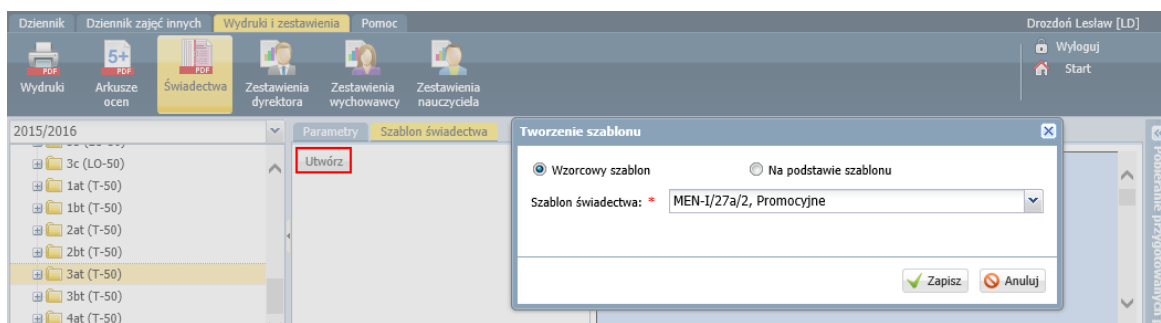 Dziennik Dziennik zajęć innych Wydruki i zestawienia Pomoc Drozdoń Lesław [LD]
5+
PDF PDF PDF
Wydruki Arkusze ocen Świadectwa Zestawienia dyrektora Zestawienia wychowawcy Zestawienia nauczyciela
Wyloguj
Start
2015/2016
3c (LO-50)
1at (T-50)
1bt (T-50)
2at (T-50)
2bt (T-50)
3at (T-50)
3bt (T-50)
4at (T-50)
Parametry Szablon świadectwa
Utwórz
Tworzenie szablonu
Wzorcowy szablon Na podstawie szablonu
Szablon świadectwa: * MEN-I/27a/2, Promocyjne
Zapisz Anuluj
Pobieranie przygotowanych